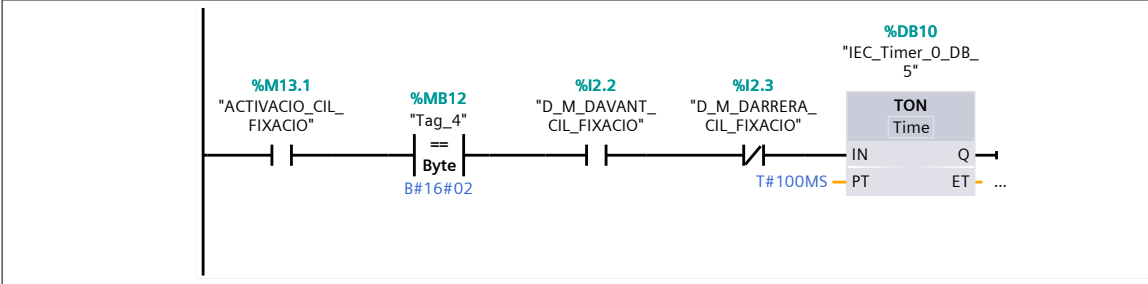 %DB10
"IEC_Timer_0_DB_
5"
%M13.1
"ACTIVACIO_CIL_
FIXACIO"
%MB12
"Tag_4"
==
Byte
B#16#02
%I2.2
"D_M_DAVANT_
CIL_FIXACIO"
%I2.3
"D_M_DARRERA_
CIL_FIXACIO"
TON
Time
IN Q
T#100MS PT ET ...